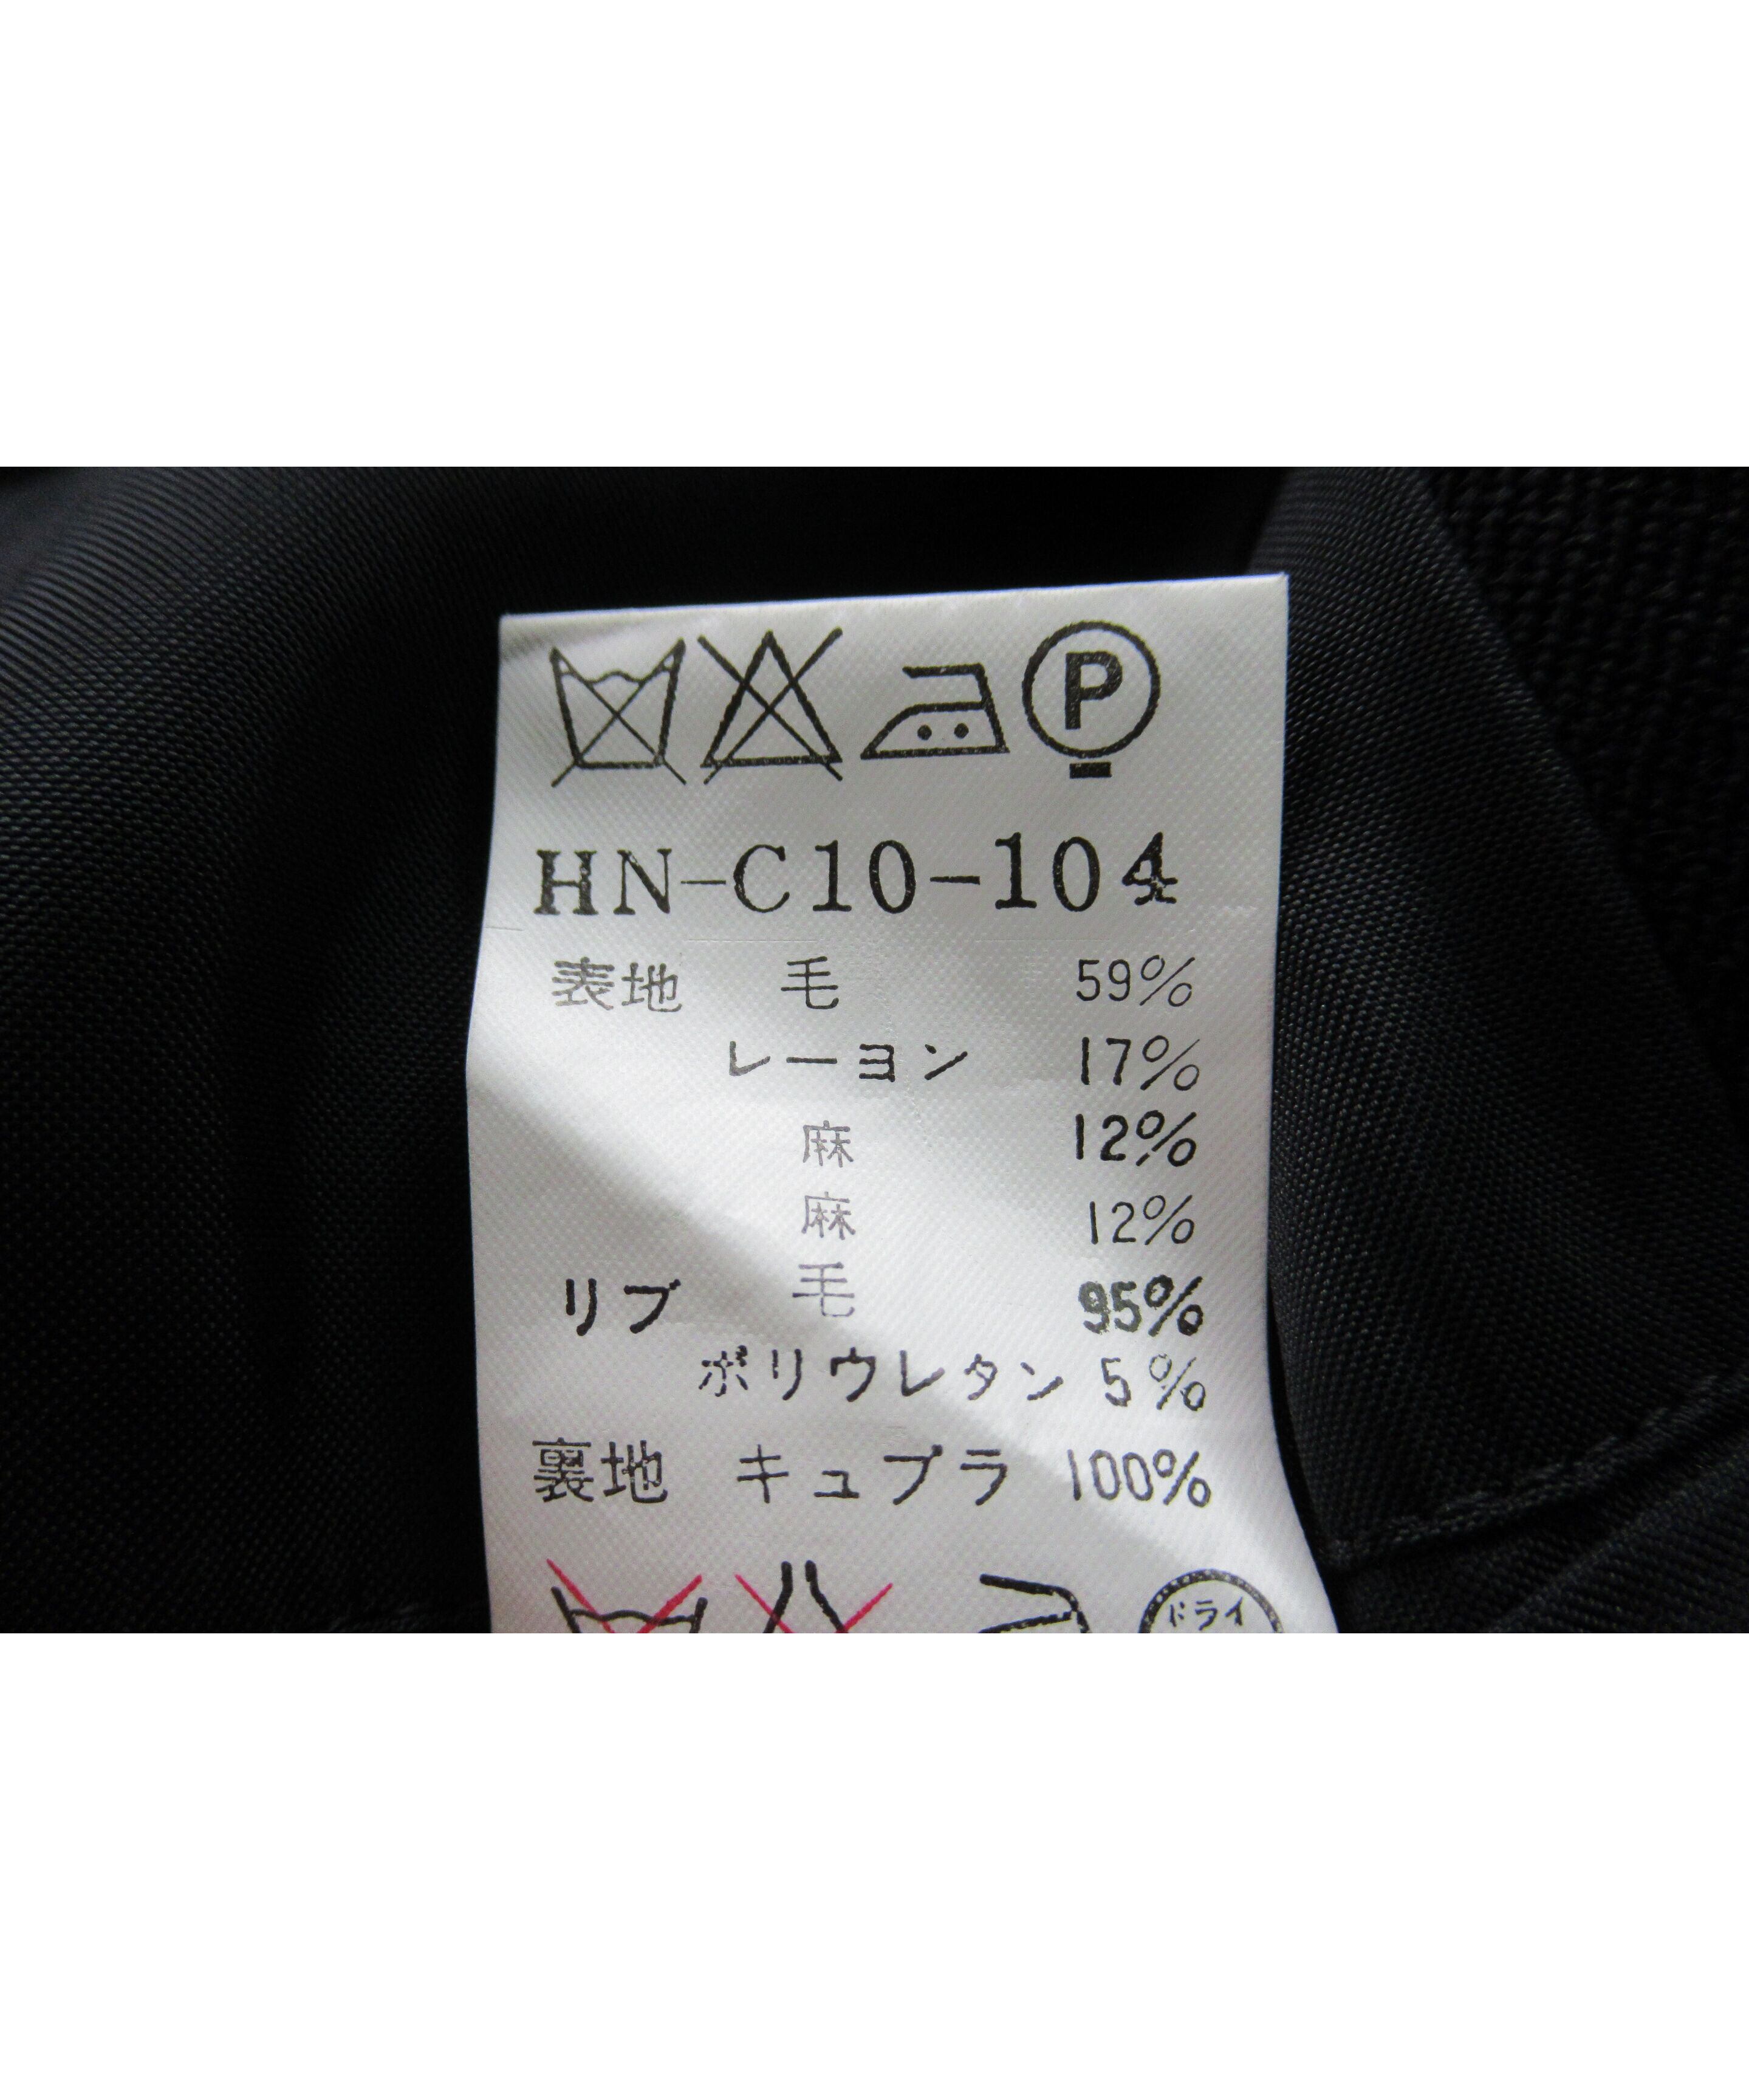 P
HN-C10-104
表地 毛 59%
レーヨン 17%
麻 12%
麻 12%
リブ 毛 95%
ポリウレタン 5%
裏地 キュプラ 100%
ドライ